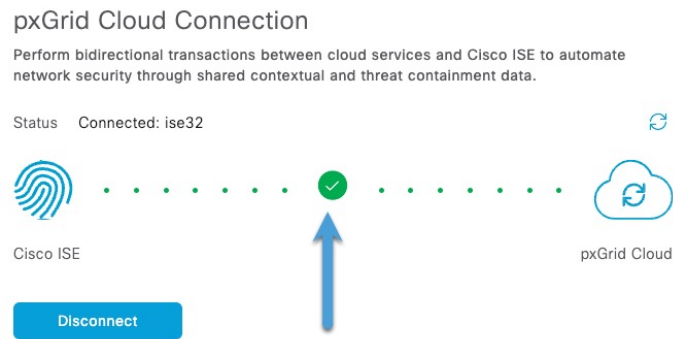 pxGrid Cloud Connection
Perform bidirectional transactions between cloud services and Cisco ISE to automate
network security through shared contextual and threat containment data.
Status Connected: ise32
Cisco ISE
pxGrid Cloud
Disconnect